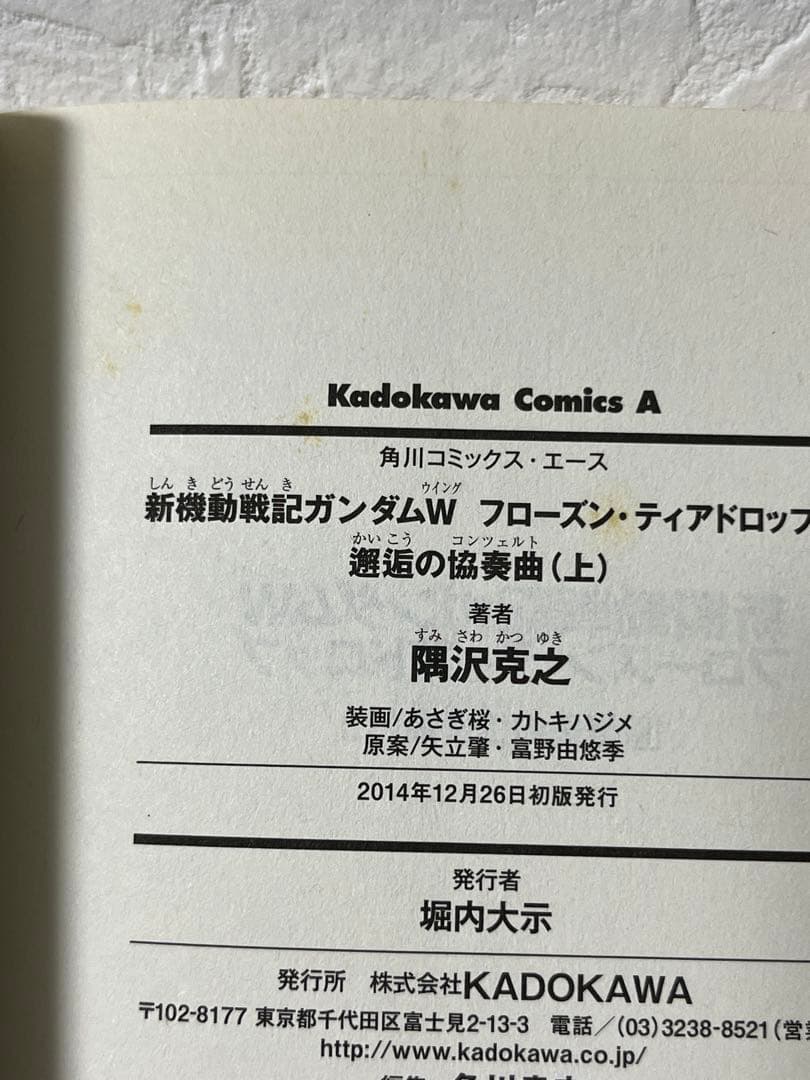 Kadokawa Comics A
角川コミックス・エース
しん き どう せん き ウイング
新機動戦記ガンダムW フローズン・ティアドロップ
かい こう コンツェルト
邂逅の協奏曲(上)
著者
すみ さわ かつ ゆき
隅沢克之
装画/あさぎ桜・カトキハジメ
原案/矢立肇・富野由悠季
2014年12月26日初版発行
発行者
堀内大示
発行所 株式会社KADOKAWA
〒102-8177 東京都千代田区富士見2-13-3 電話/(03)3238-8521(営業
http://www.kadokawa.co.jp/